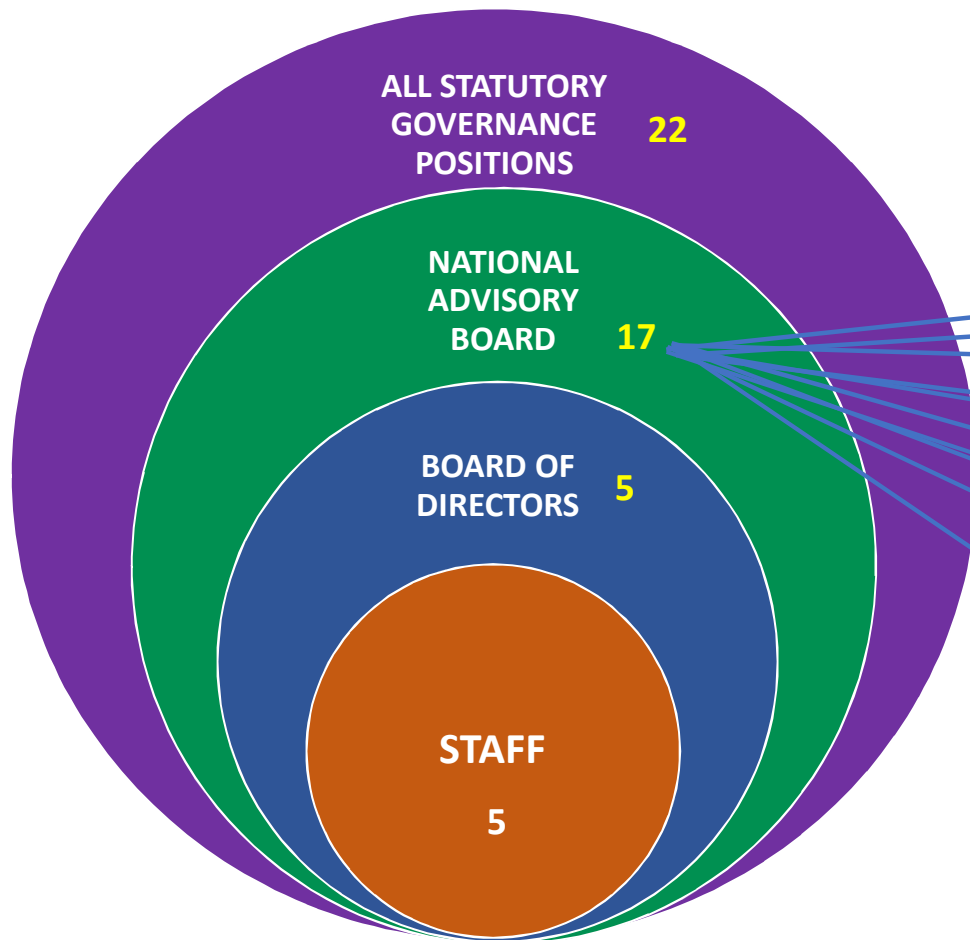 ALL STATUTORY
GOVERNANCE
POSITIONS
22
NATIONAL
ADVISORY
BOARD
17
BOARD OF
DIRECTORS
5
STAFF
5